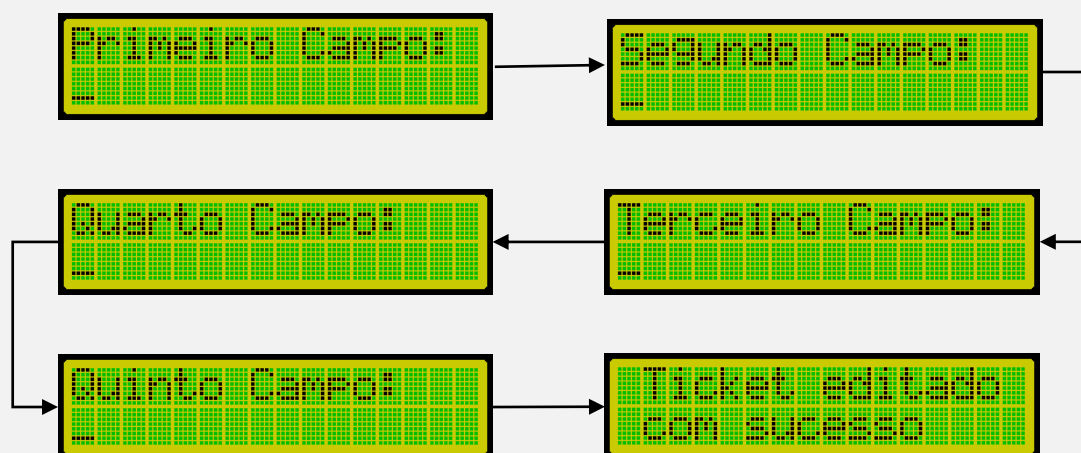 Primeiro Campo:
_
Segundo Campo:
_
Terceiro Campo:
_
Quarto Campo:
_
Quinto Campo:
_
Ticket editado
com sucesso